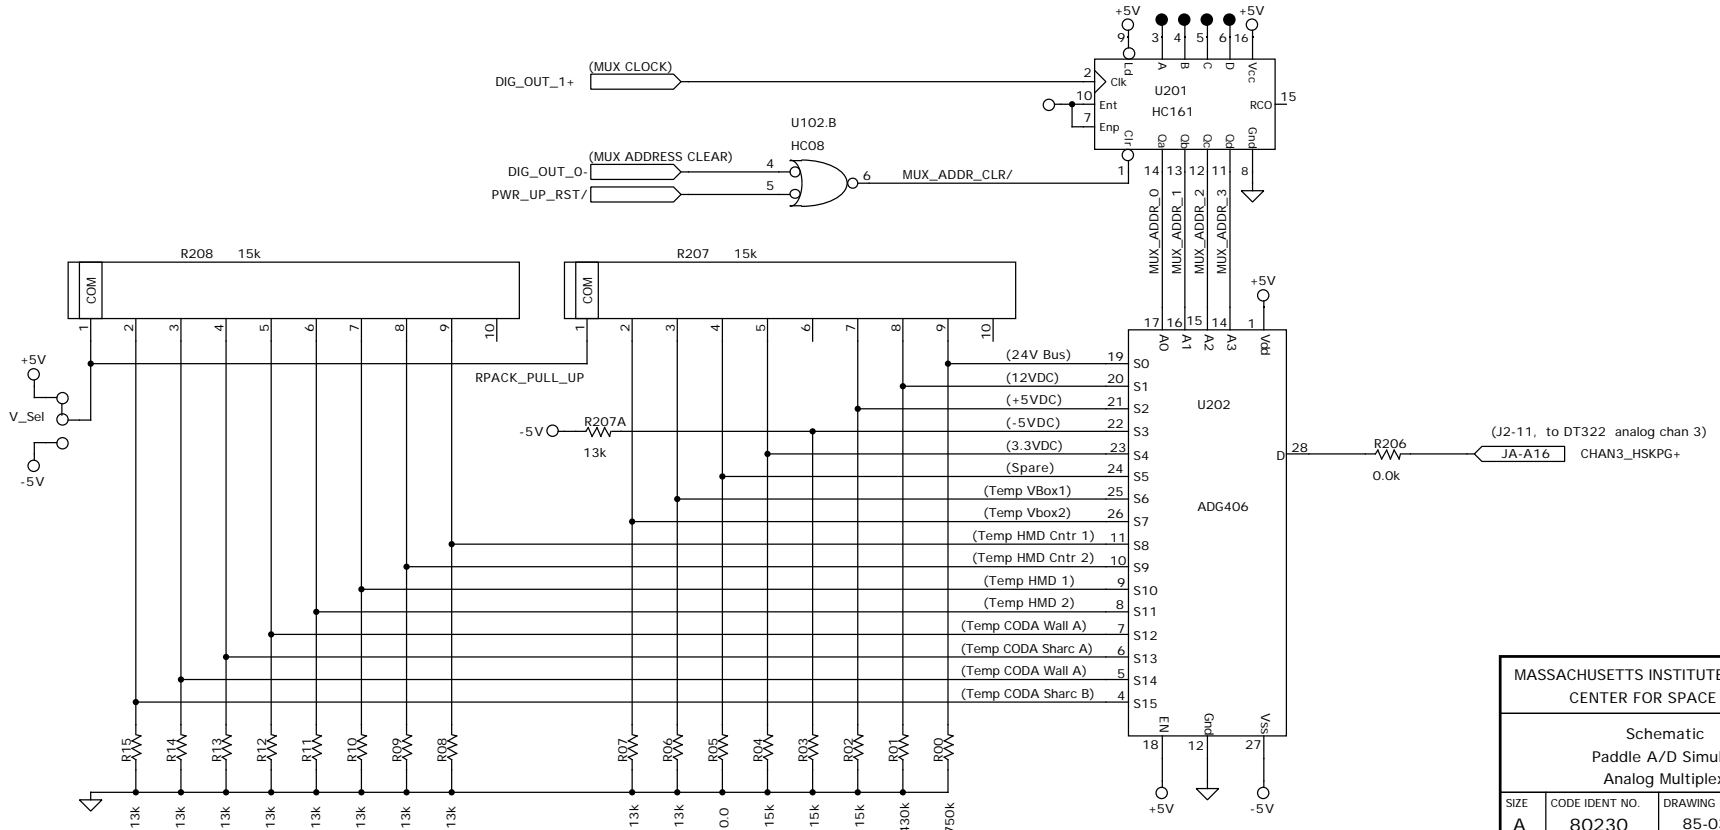 +5V
+5V
9
3
4
5
6
16
Ld
A
B
C
D
Vcc
(MUX CLOCK)
DIG_OUT_1+
2
Clk
U201
HC161
10
Ent
RCO
15
7
Enp
Clr
Qa
Qb
Qc
Qd
Gnd
U102.B
HC08
(MUX ADDRESS CLEAR)
DIG_OUT_0-
4
PWR_UP_RST/
5
6
MUX_ADDR_CLR/
1
14
13
12
11
8
MUX_ADDR_0
MUX_ADDR_1
MUX_ADDR_2
MUX_ADDR_3
R208 15k
R207 15k
COM
COM
1
2
3
4
5
6
7
8
9
10
1
2
3
4
5
6
7
8
9
10
+5V
17
16
15
14
1
A0
A1
A2
A3
Vdd
+5V
V_Sel
-5V
RPACK_PULL_UP
-5V
R207A
13k
(24V Bus) 19 S0
(12VDC) 20 S1
(+5VDC) 21 S2
(-5VDC) 22 S3
(3.3VDC) 23 S4
(Spare) 24 S5
(Temp VBox1) 25 S6
(Temp Vbox2) 26 S7
(Temp HMD Cntr 1) 11 S8
(Temp HMD Cntr 2) 10 S9
(Temp HMD 1) 9 S10
(Temp HMD 2) 8 S11
(Temp CODA Wall A) 7 S12
(Temp CODA Sharc A) 6 S13
(Temp CODA Wall A) 5 S14
(Temp CODA Sharc B) 4 S15
U202
ADG406
D
28
R206
0.0k
(J2-11, to DT322 analog chan 3)
JA-A16
CHAN3_HSKPG+
EN
Gnd
Vss
18
12
27
+5V
-5V
R15
R14
R13
R12
R11
R10
R09
R08
R07
R06
R05
R04
R03
R02
R01
R00
13k
13k
13k
13k
13k
13k
13k
13k
13k
13k
0.0
15k
15k
15k
430k
750k
MASSACHUSETTS INSTITUTE
CENTER FOR SPACE
Schematic
Paddle A/D Simul
Analog Multiplex
SIZE
CODE IDENT NO.
DRAWING
A
80230
85-03